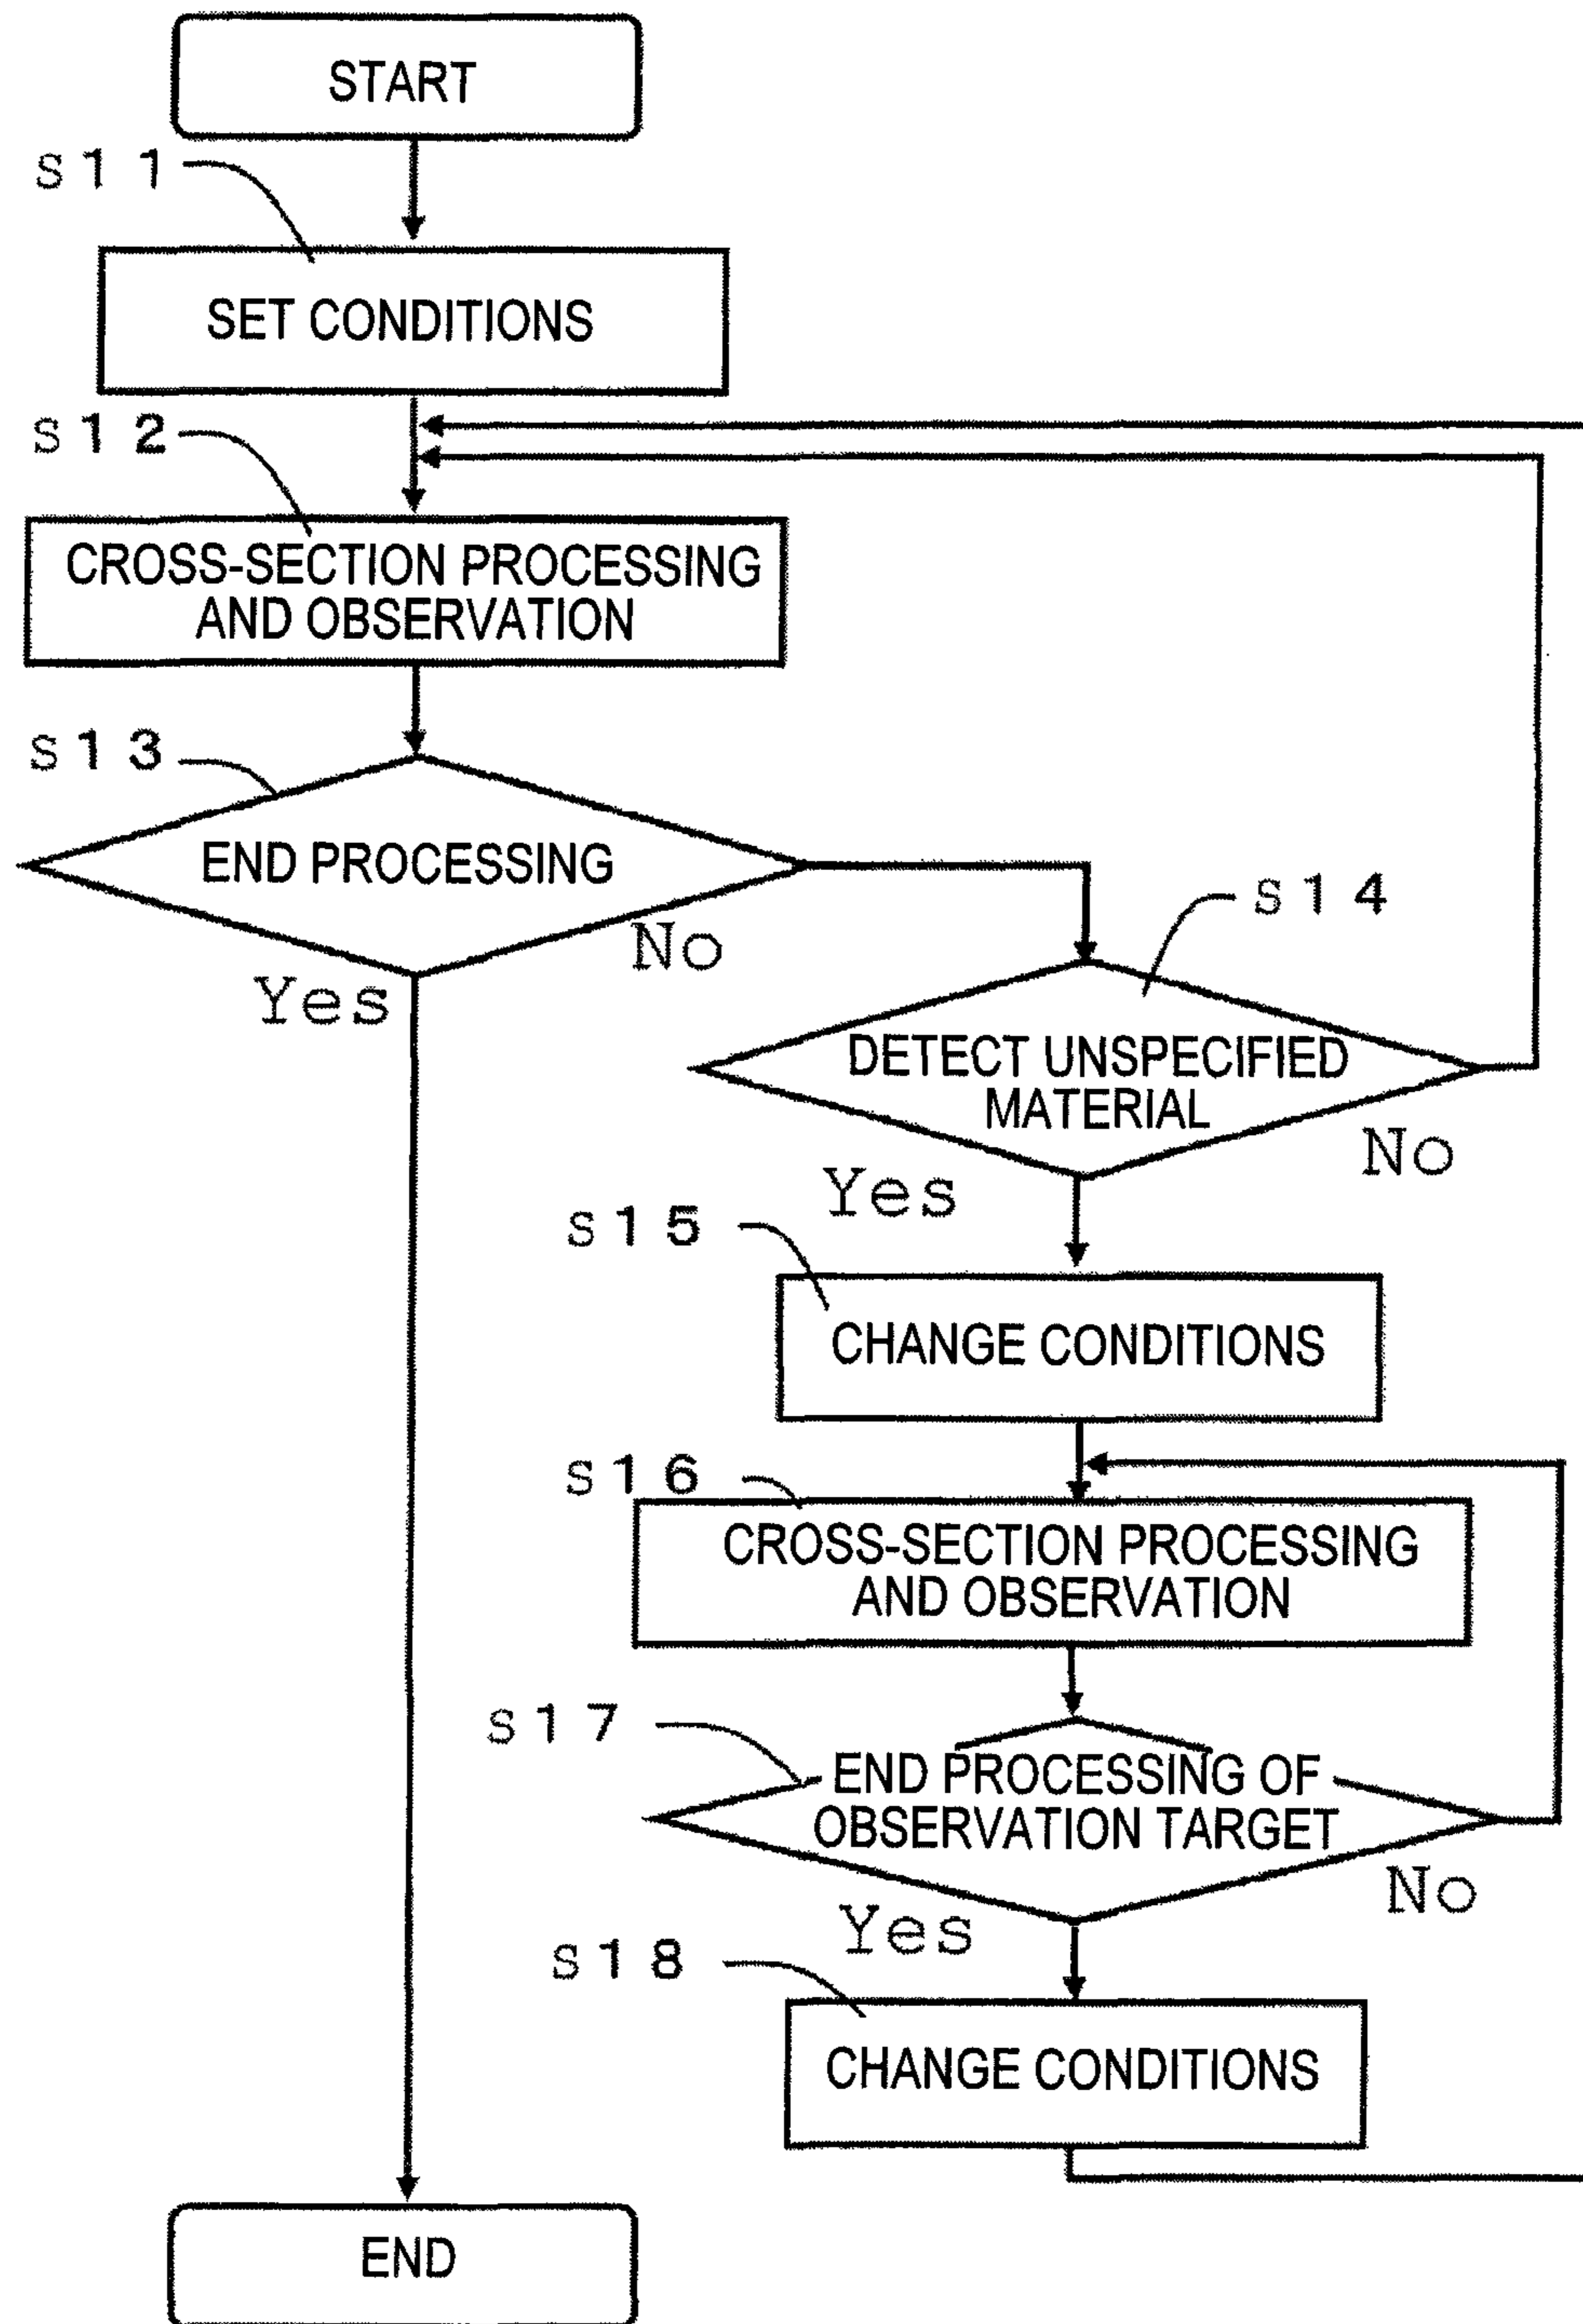 START
S11
SET CONDITIONS
S12
CROSS-SECTION PROCESSING
AND OBSERVATION
S13
END PROCESSING
No
Yes
S14
DETECT UNSPECIFIED
MATERIAL
No
Yes
S15
CHANGE CONDITIONS
S16
CROSS-SECTION PROCESSING
AND OBSERVATION
S17
END PROCESSING OF
OBSERVATION TARGET
No
Yes
S18
CHANGE CONDITIONS
END